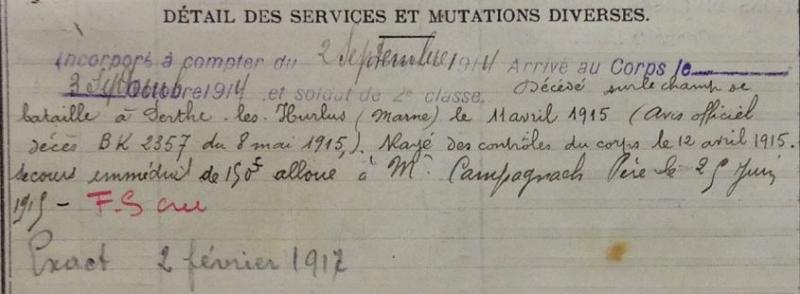 DÉTAIL DES SERVICES ET MUTATIONS DIVERSES.
Incorporé à compter du 2 Septembre 1914 Arrivé au Corps le
3 Septembre 1914 et soldat de 2e classe. Décédé sur le champ de
bataille à Perthe-les-Hurlus (Marne) le 11 avril 1915 (Avis officiel
décès BK 2357 du 8 mai 1915,). Rayé des contrôles du corps le 12 avril 1915.
Secours immédiat de 150f alloué à Mr. Campagnach Père le 25 Juin
1915 -
Exact 2 février 1917